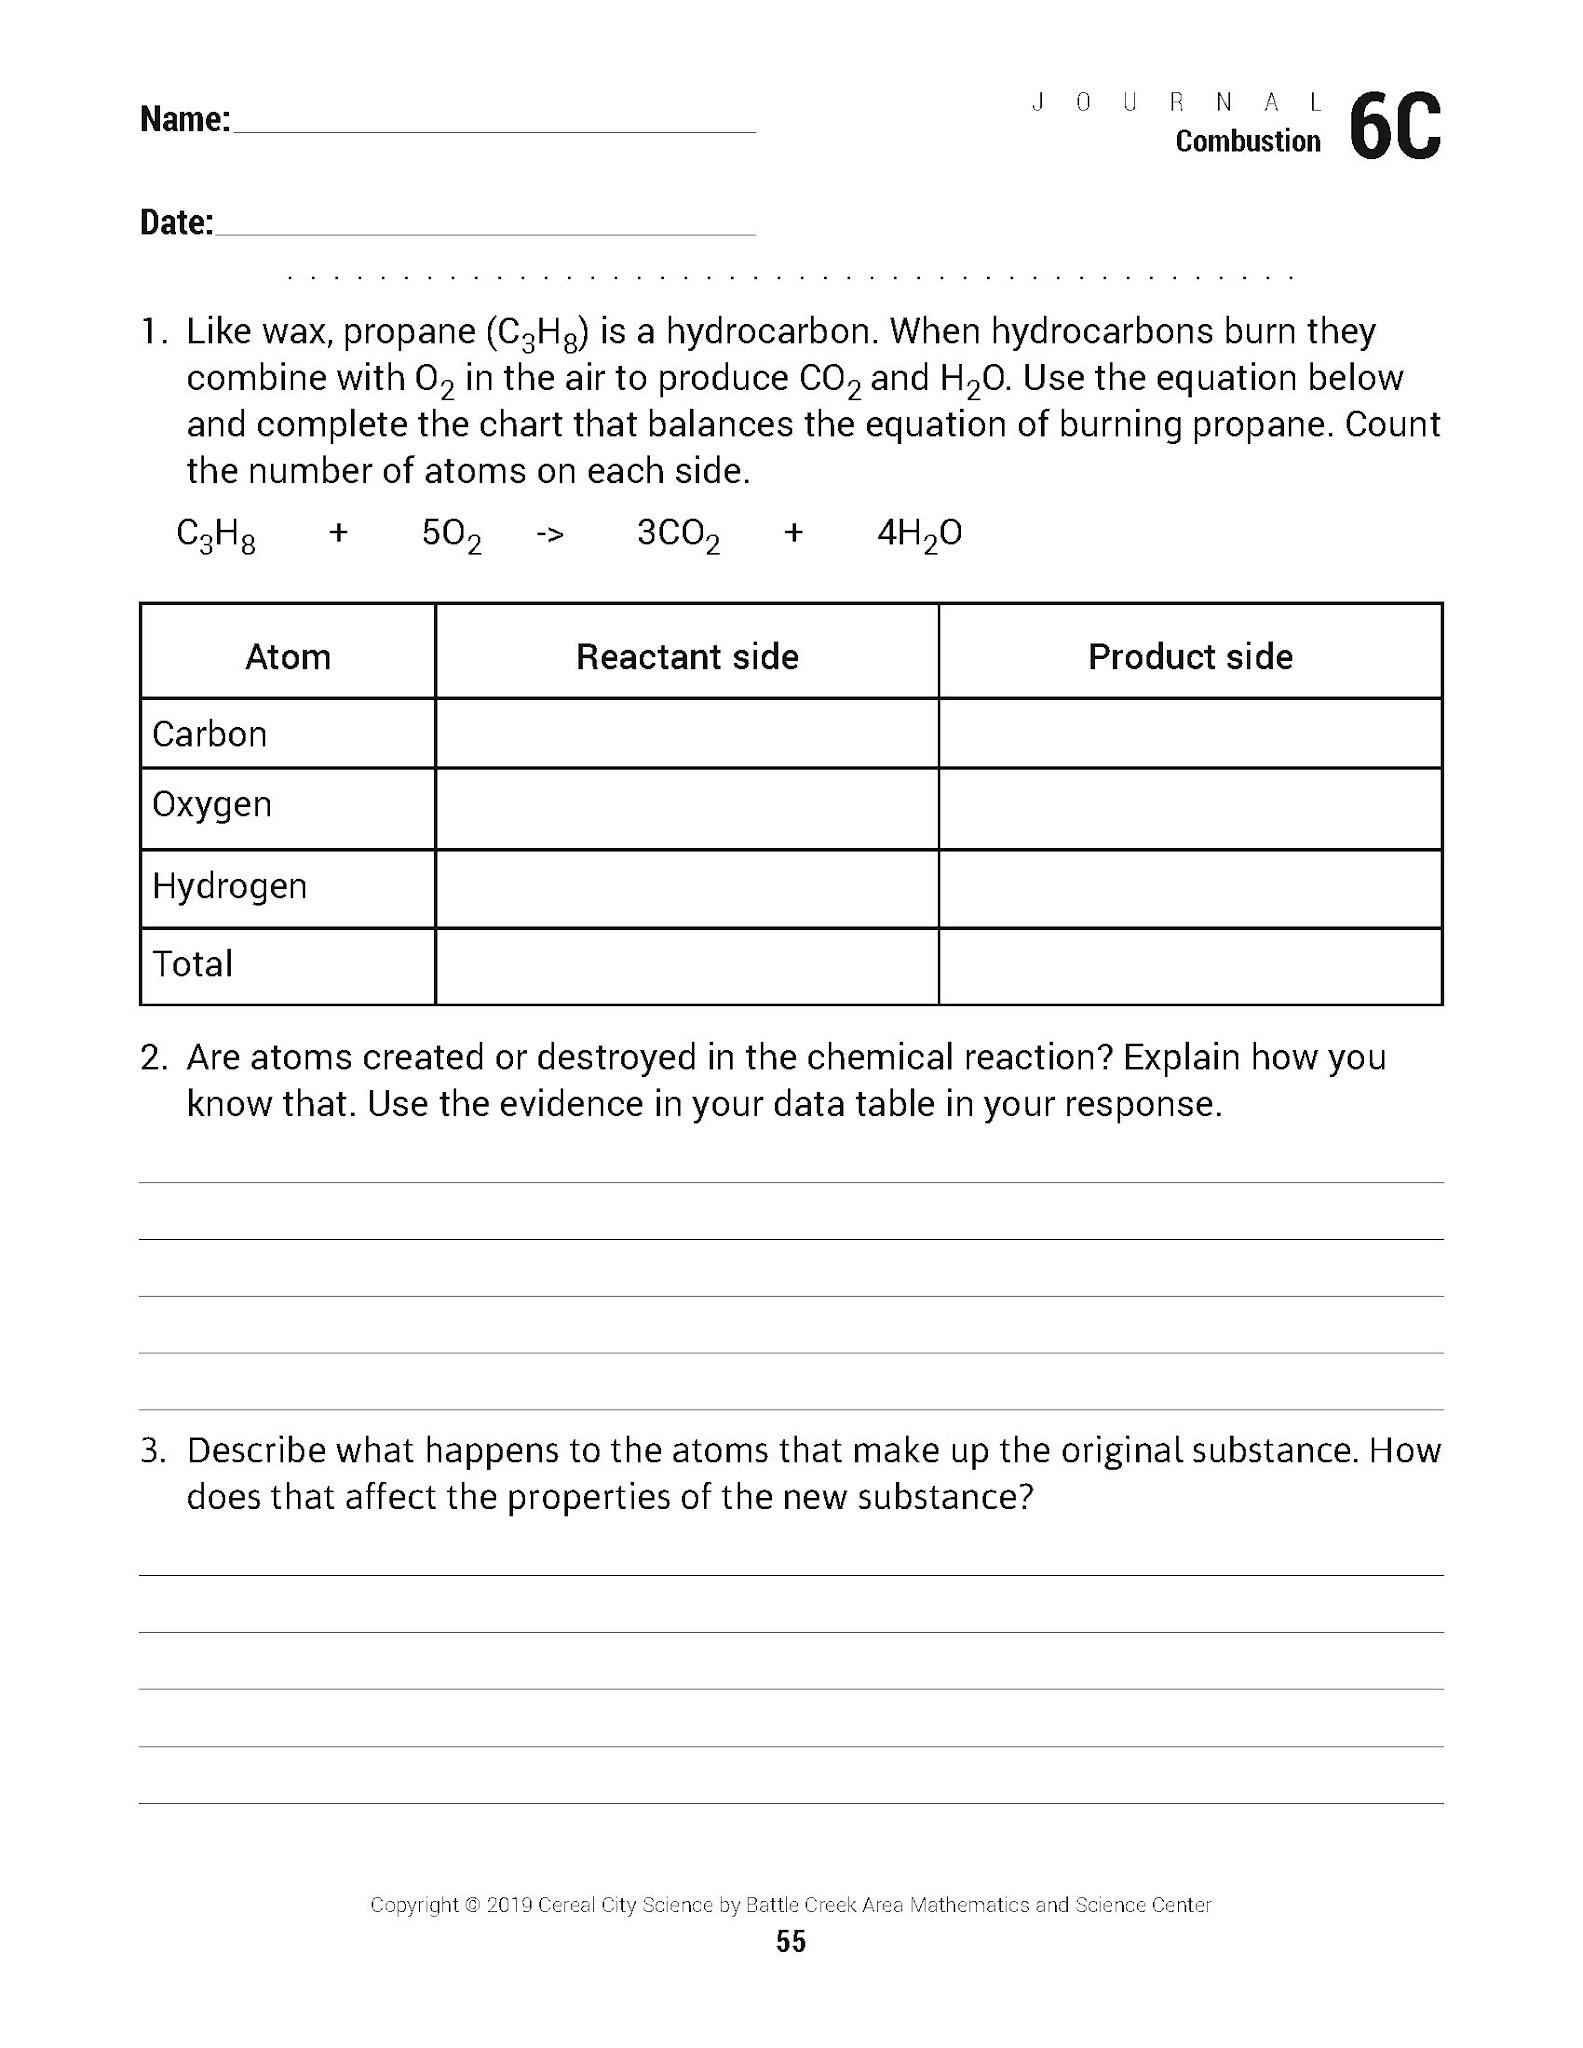 Name:
JOURNAL
Combustion
6C
Date:
1. Like wax, propane (C₃H₈) is a hydrocarbon. When hydrocarbons burn they
combine with O₂ in the air to produce CO₂ and H₂O. Use the equation below
and complete the chart that balances the equation of burning propane. Count
the number of atoms on each side.
C₃H₈ + 5O₂ -> 3CO₂ + 4H₂O
Atom Reactant side Product side
Carbon
Oxygen
Hydrogen
Total
2. Are atoms created or destroyed in the chemical reaction? Explain how you
know that. Use the evidence in your data table in your response.
3. Describe what happens to the atoms that make up the original substance. How
does that affect the properties of the new substance?
Copyright © 2019 Cereal City Science by Battle Creek Area Mathematics and Science Center
55